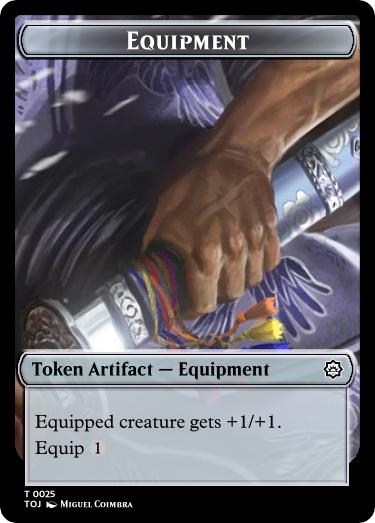 Equipment
Token Artifact — Equipment
Equipped creature gets +1/+1.
Equip 1
T 0025
TOJ Miguel Coimbra